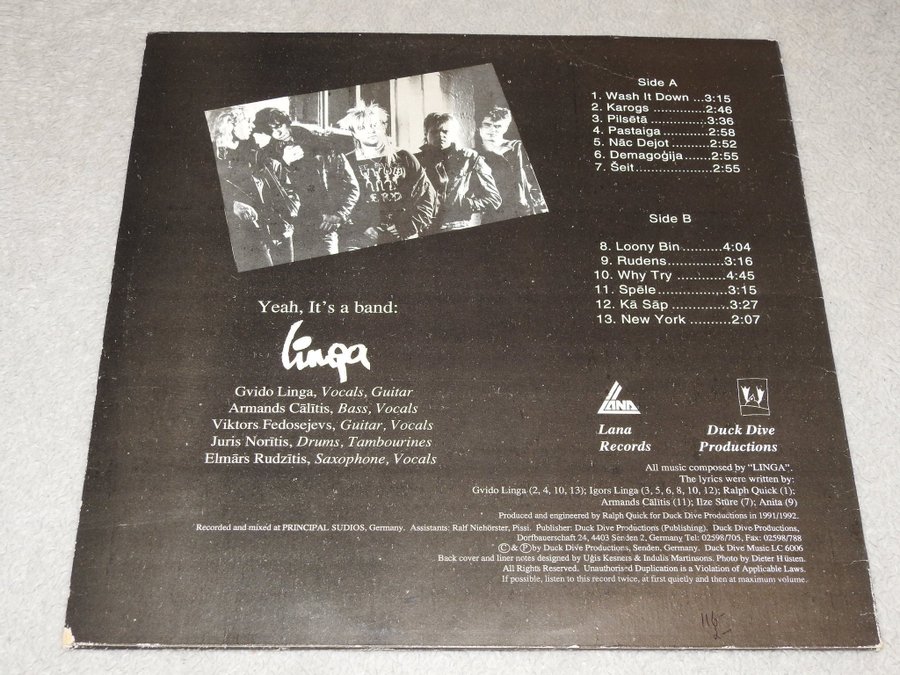 Side A
1. Wash It Down ...3:15
2. Karogs .............2:46
3. Pilsētā ..............3:36
4. Pastaiga ...........2:58
5. Nāc Dejot .........2:52
6. Demagoģija ......2:55
7. Šeit...................2:55
Side B
8. Loony Bin..........4:04
9. Rudens..............3:16
10. Why Try ............4:45
11. Spēle................3:15
12. Kā Sāp ..............3:27
13. New York ..........2:07
Yeah, It's a band:
Linga
Gvido Linga, Vocals, Guitar
Armands Cālītis, Bass, Vocals
Viktors Fedosejevs, Guitar, Vocals
Juris Norītis, Drums, Tambourines
Elmārs Rudzītis, Saxophone, Vocals
LANA
Lana Records
Duck Dive Productions
All music composed by "LINGA".
The lyrics were written by:
Gvido Linga (2, 4, 10, 13); Igors Linga (3, 5, 6, 8, 10, 12); Ralph Quick (1);
Armands Cālītis (11); Ilze Stūre (7); Anita (9)
Produced and engineered by Ralph Quick for Duck Dive Productions in 1991/1992.
Recorded and mixed at PRINCIPAL SUDIOS, Germany. Assistants: Ralf Niehörster, Pissi. Publisher: Duck Dive Productions (Publishing). Duck Dive Productions,
Dorfbauerschaft 24, 4403 Senden 2, Germany Tel: 02598/705, Fax: 02598/788
© & ℗ by Duck Dive Productions, Senden, Germany. Duck Dive Music LC 6006
Back cover and liner notes designed by Uģis Kesners & Indulis Martinsons. Photo by Dieter Hüsten.
All Rights Reserved. Unauthorised Duplication is a Violation of Applicable Laws.
If possible, listen to this record twice, at first quietly and then at maximum volume.